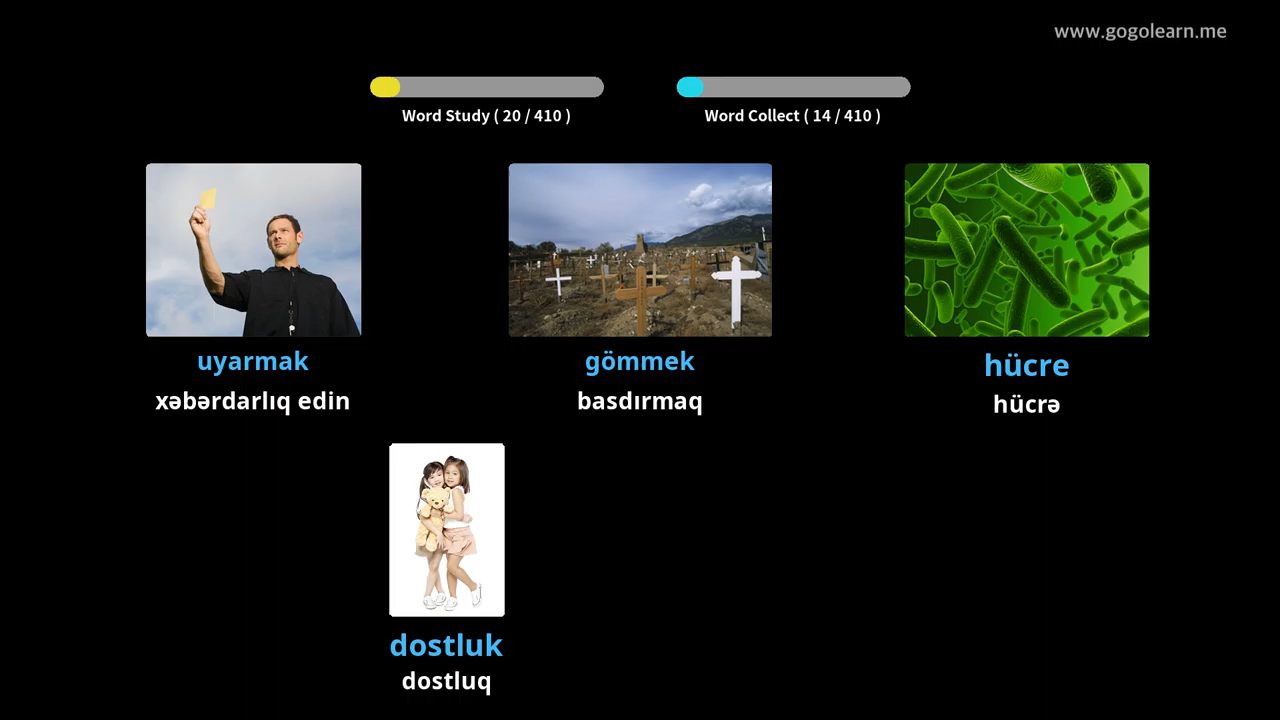 www.gogolearn.me
Word Study ( 20 / 410 )
Word Collect ( 14 / 410 )
uyarmak
xəbərdarlıq edin
gömmek
basdırmaq
hücre
hücrə
dostluk
dostluq